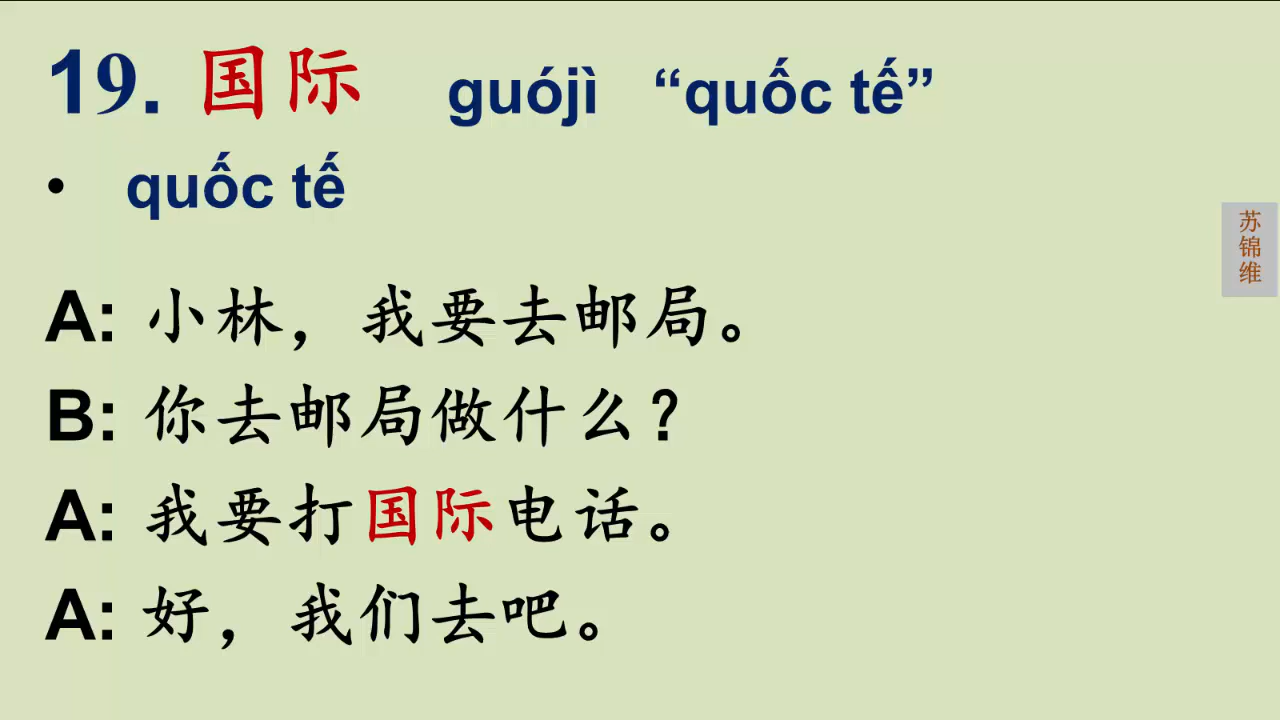 19. 国际 guójì “quốc tế”
• quốc tế
A: 小林，我要去邮局。
B: 你去邮局做什么？
A: 我要打国际电话。
A: 好，我们去吧。
苏
锦
维